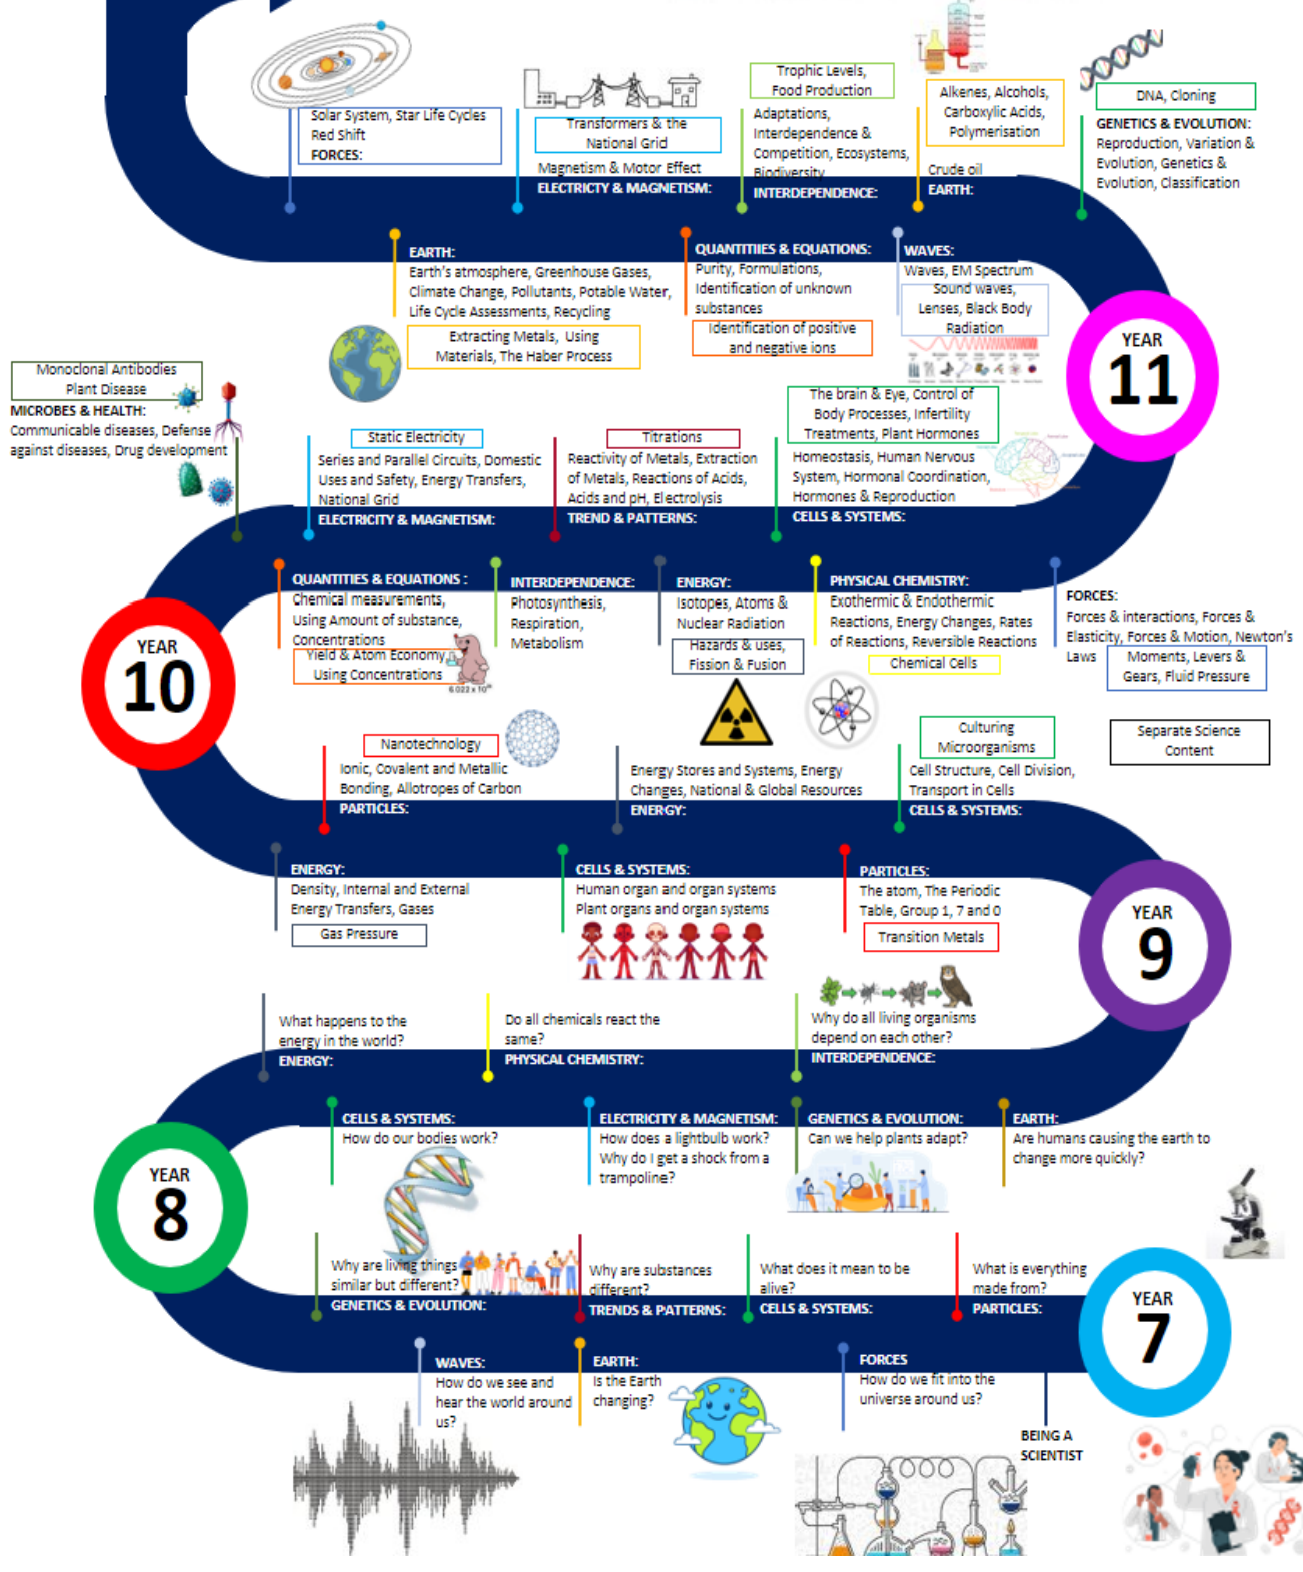 Solar System, Star Life Cycles
Red Shift
FORCES:
Transformers & the
National Grid
Magnetism & Motor Effect
ELECTRICTY & MAGNETISM:
Trophic Levels,
Food Production
Adaptations,
Interdependence &
Competition, Ecosystems,
Biodiversity
INTERDEPENDENCE:
Alkenes, Alcohols,
Carboxylic Acids,
Polymerisation
Crude oil
EARTH:
DNA, Cloning
GENETICS & EVOLUTION:
Reproduction, Variation &
Evolution, Genetics &
Evolution, Classification
EARTH:
Earth's atmosphere, Greenhouse Gases,
Climate Change, Pollutants, Potable Water,
Life Cycle Assessments, Recycling
Extracting Metals, Using
Materials, The Haber Process
QUANTITIIES & EQUATIONS:
Purity, Formulations,
Identification of unknown
substances
Identification of positive
and negative ions
WAVES:
Waves, EM Spectrum
Sound waves,
Lenses, Black Body
Radiation
YEAR
11
Monoclonal Antibodies
Plant Disease
MICROBES & HEALTH:
Communicable diseases, Defense
against diseases, Drug development
Static Electricity
Series and Parallel Circuits, Domestic
Uses and Safety, Energy Transfers,
National Grid
ELECTRICITY & MAGNETISM:
Titrations
Reactivity of Metals, Extraction
of Metals, Reactions of Acids,
Acids and pH, Electrolysis
TREND & PATTERNS:
The brain & Eye, Control of
Body Processes, Infertility
Treatments, Plant Hormones
Homeostasis, Human Nervous
System, Hormonal Coordination,
Hormones & Reproduction
CELLS & SYSTEMS:
QUANTITIES & EQUATIONS :
Chemical measurements,
Using Amount of substance,
Concentrations
Yield & Atom Economy,
Using Concentrations
6.022 x 10²³
INTERDEPENDENCE:
Photosynthesis,
Respiration,
Metabolism
ENERGY:
Isotopes, Atoms &
Nuclear Radiation
Hazards & uses,
Fission & Fusion
PHYSICAL CHEMISTRY:
Exothermic & Endothermic
Reactions, Energy Changes, Rates
of Reactions, Reversible Reactions
Chemical Cells
FORCES:
Forces & interactions, Forces &
Elasticity, Forces & Motion, Newton's
Laws
Moments, Levers &
Gears, Fluid Pressure
YEAR
10
Nanotechnology
Ionic, Covalent and Metallic
Bonding, Allotropes of Carbon
PARTICLES:
Energy Stores and Systems, Energy
Changes, National & Global Resources
ENERGY:
Culturing
Microorganisms
Cell Structure, Cell Division,
Transport in Cells
CELLS & SYSTEMS:
Separate Science
Content
ENERGY:
Density, Internal and External
Energy Transfers, Gases
Gas Pressure
CELLS & SYSTEMS:
Human organ and organ systems
Plant organs and organ systems
PARTICLES:
The atom, The Periodic
Table, Group 1, 7 and 0
Transition Metals
YEAR
9
What happens to the
energy in the world?
ENERGY:
Do all chemicals react the
same?
PHYSICAL CHEMISTRY:
Why do all living organisms
depend on each other?
INTERDEPENDENCE:
CELLS & SYSTEMS:
How do our bodies work?
ELECTRICITY & MAGNETISM:
How does a lightbulb work?
Why do I get a shock from a
trampoline?
GENETICS & EVOLUTION:
Can we help plants adapt?
EARTH:
Are humans causing the earth to
change more quickly?
YEAR
8
Why are living things
similar but different?
GENETICS & EVOLUTION:
Why are substances
different?
TRENDS & PATTERNS:
What does it mean to be
alive?
CELLS & SYSTEMS:
What is everything
made from?
PARTICLES:
YEAR
7
WAVES:
How do we see and
hear the world around
us?
EARTH:
Is the Earth
changing?
FORCES
How do we fit into the
universe around us?
BEING A
SCIENTIST